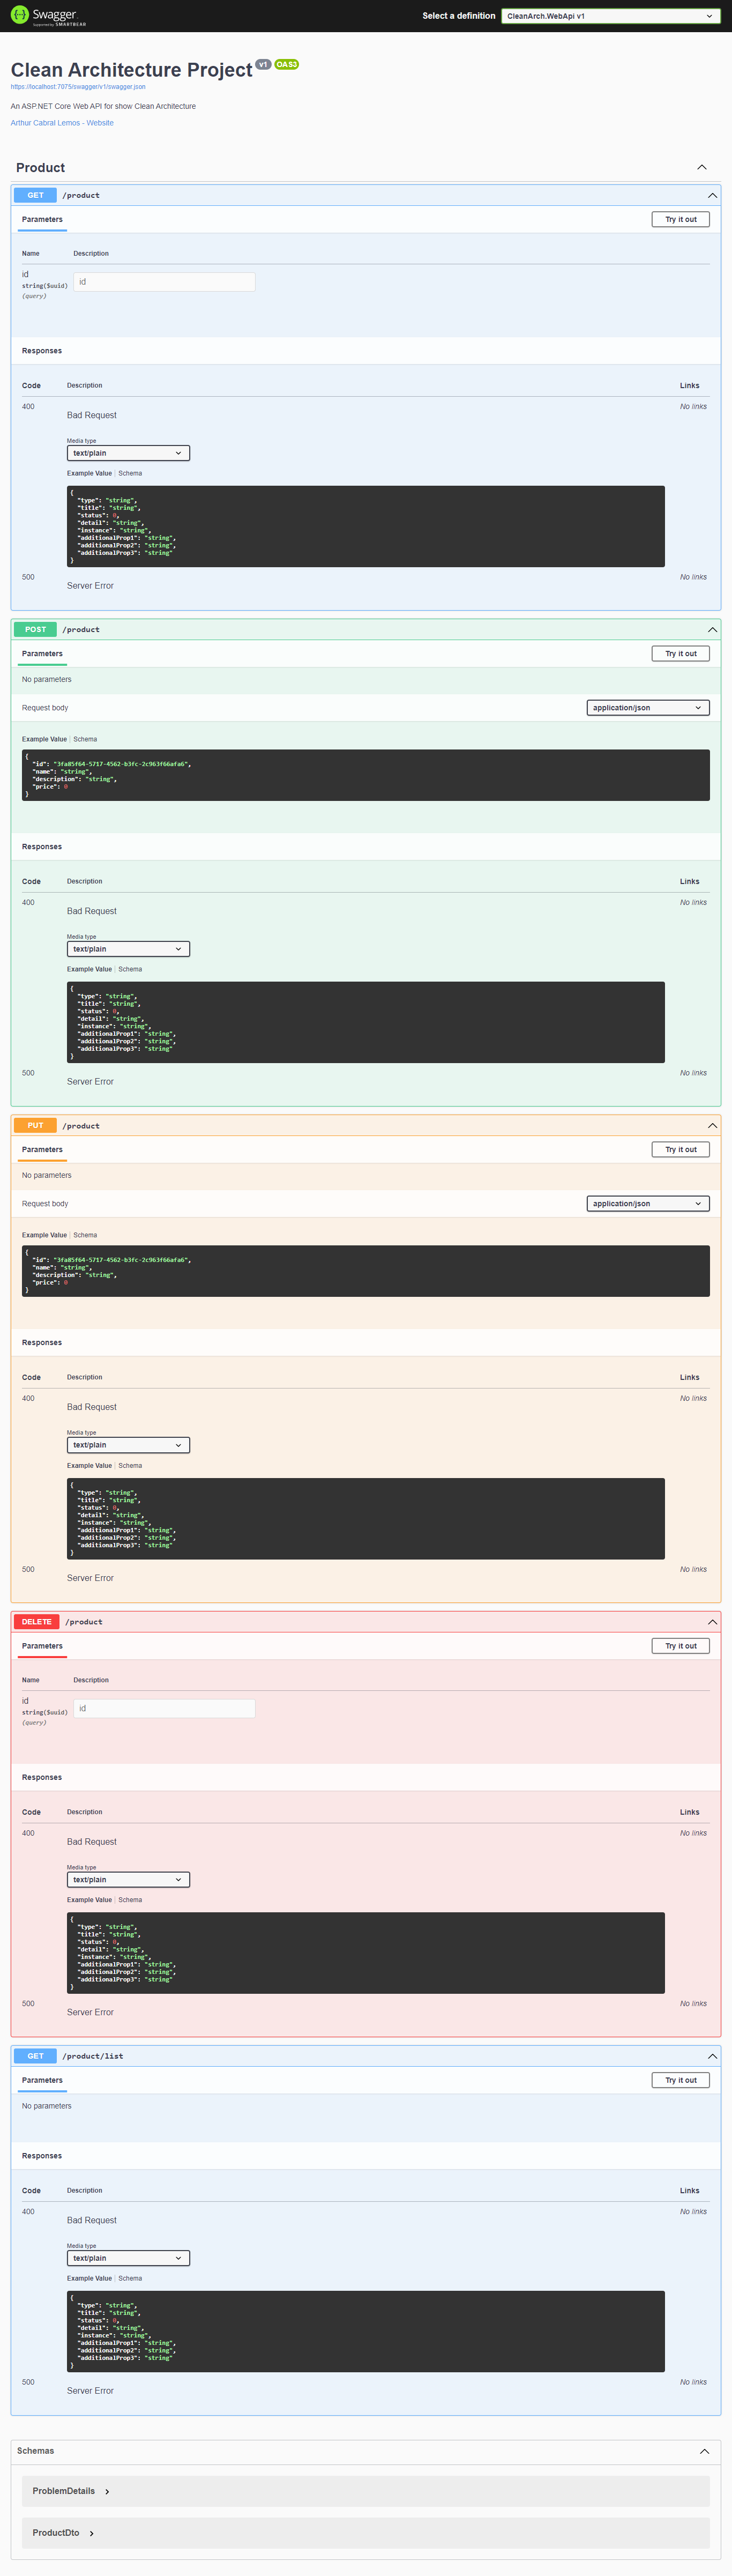 Swagger
Supported by SMARTBEAR
Select a definition
CleanArch.WebApi v1
Clean Architecture Project v1 OAS3
https://localhost:7075/swagger/v1/swagger.json
An ASP.NET Core Web API for show Clean Architecture
Arthur Cabral Lemos - Website
Product
GET /product
Parameters Try it out
Name Description
id id
string($uuid)
(query)
Responses
Code Description Links
400 No links
Bad Request
Media type
text/plain
Example Value Schema
{
"type": "string",
"title": "string",
"status": 0,
"detail": "string",
"instance": "string",
"additionalProp1": "string",
"additionalProp2": "string",
"additionalProp3": "string"
}
500 No links
Server Error
POST /product
Parameters Try it out
No parameters
Request body application/json
Example Value Schema
{
"id": "3fa85f64-5717-4562-b3fc-2c963f66afa6",
"name": "string",
"description": "string",
"price": 0
}
Responses
Code Description Links
400 No links
Bad Request
Media type
text/plain
Example Value Schema
{
"type": "string",
"title": "string",
"status": 0,
"detail": "string",
"instance": "string",
"additionalProp1": "string",
"additionalProp2": "string",
"additionalProp3": "string"
}
500 No links
Server Error
PUT /product
Parameters Try it out
No parameters
Request body application/json
Example Value Schema
{
"id": "3fa85f64-5717-4562-b3fc-2c963f66afa6",
"name": "string",
"description": "string",
"price": 0
}
Responses
Code Description Links
400 No links
Bad Request
Media type
text/plain
Example Value Schema
{
"type": "string",
"title": "string",
"status": 0,
"detail": "string",
"instance": "string",
"additionalProp1": "string",
"additionalProp2": "string",
"additionalProp3": "string"
}
500 No links
Server Error
DELETE /product
Parameters Try it out
Name Description
id id
string($uuid)
(query)
Responses
Code Description Links
400 No links
Bad Request
Media type
text/plain
Example Value Schema
{
"type": "string",
"title": "string",
"status": 0,
"detail": "string",
"instance": "string",
"additionalProp1": "string",
"additionalProp2": "string",
"additionalProp3": "string"
}
500 No links
Server Error
GET /product/list
Parameters Try it out
No parameters
Responses
Code Description Links
400 No links
Bad Request
Media type
text/plain
Example Value Schema
{
"type": "string",
"title": "string",
"status": 0,
"detail": "string",
"instance": "string",
"additionalProp1": "string",
"additionalProp2": "string",
"additionalProp3": "string"
}
500 No links
Server Error
Schemas
ProblemDetails
ProductDto